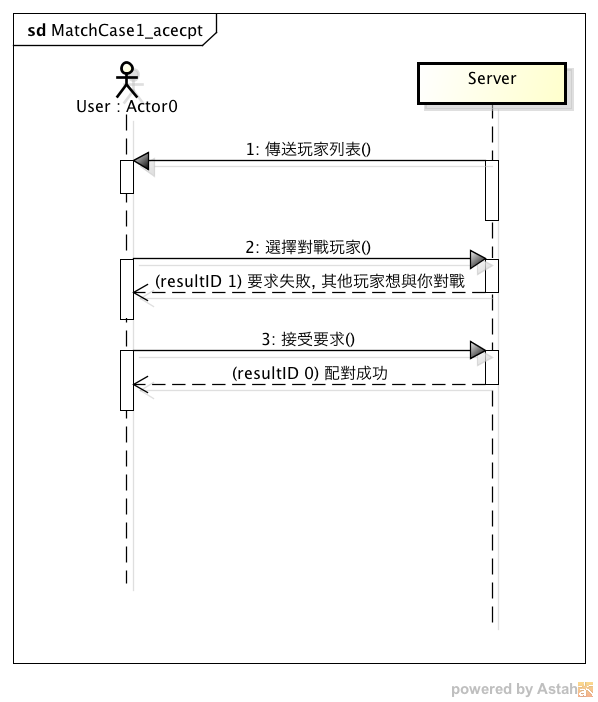 sd MatchCase1_acecpt
User : Actor0
Server
1: 傳送玩家列表()
2: 選擇對戰玩家()
(resultID 1) 要求失敗, 其他玩家想與你對戰
3: 接受要求()
(resultID 0) 配對成功
powered by Astah